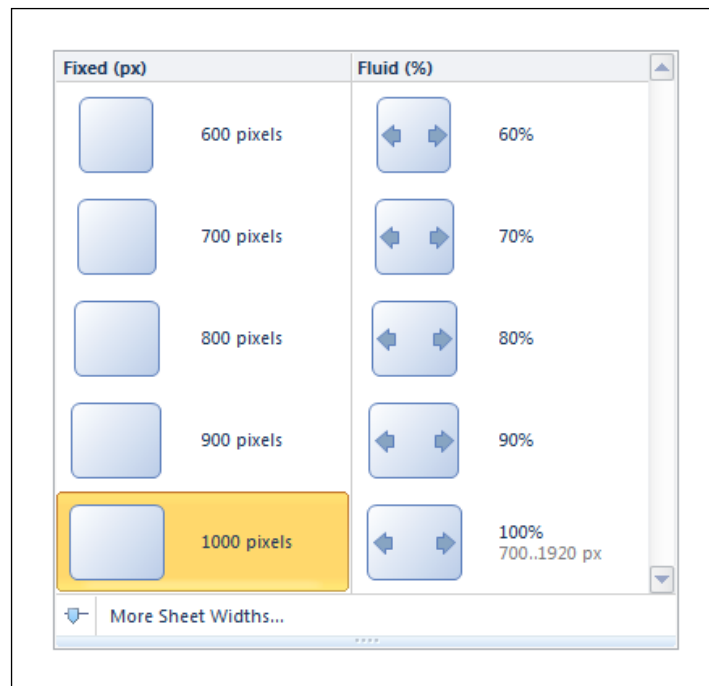 Fixed (px)
Fluid (%)
600 pixels
60%
700 pixels
70%
800 pixels
80%
900 pixels
90%
1000 pixels
100%
700..1920 px
More Sheet Widths...